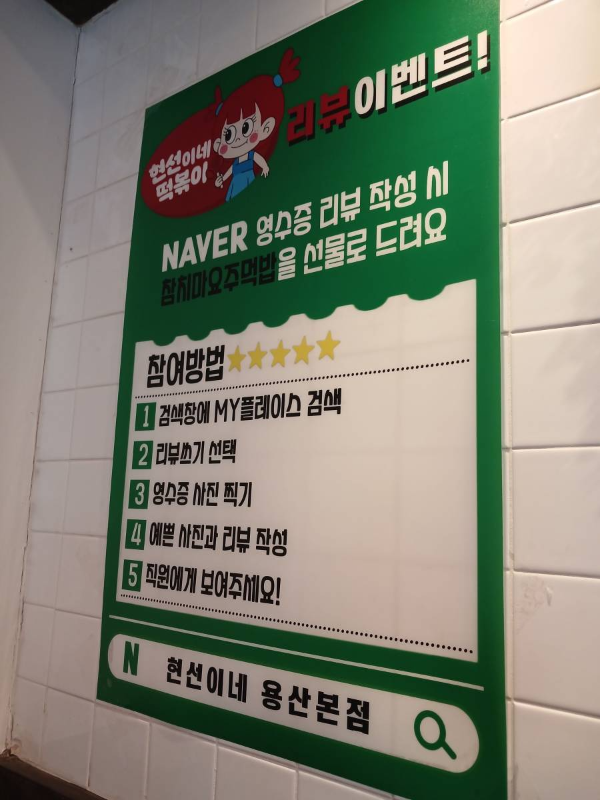 현선이네
떡볶이
리뷰이벤트!
NAVER 영수증 리뷰 작성 시
참치마요주먹밥을 선물로 드려요
참여방법
1 검색창에 MY플레이스 검색
2 리뷰쓰기 선택
3 영수증 사진 찍기
4 예쁜 사진과 리뷰 작성
5 직원에게 보여주세요!
N 현선이네 용산본점